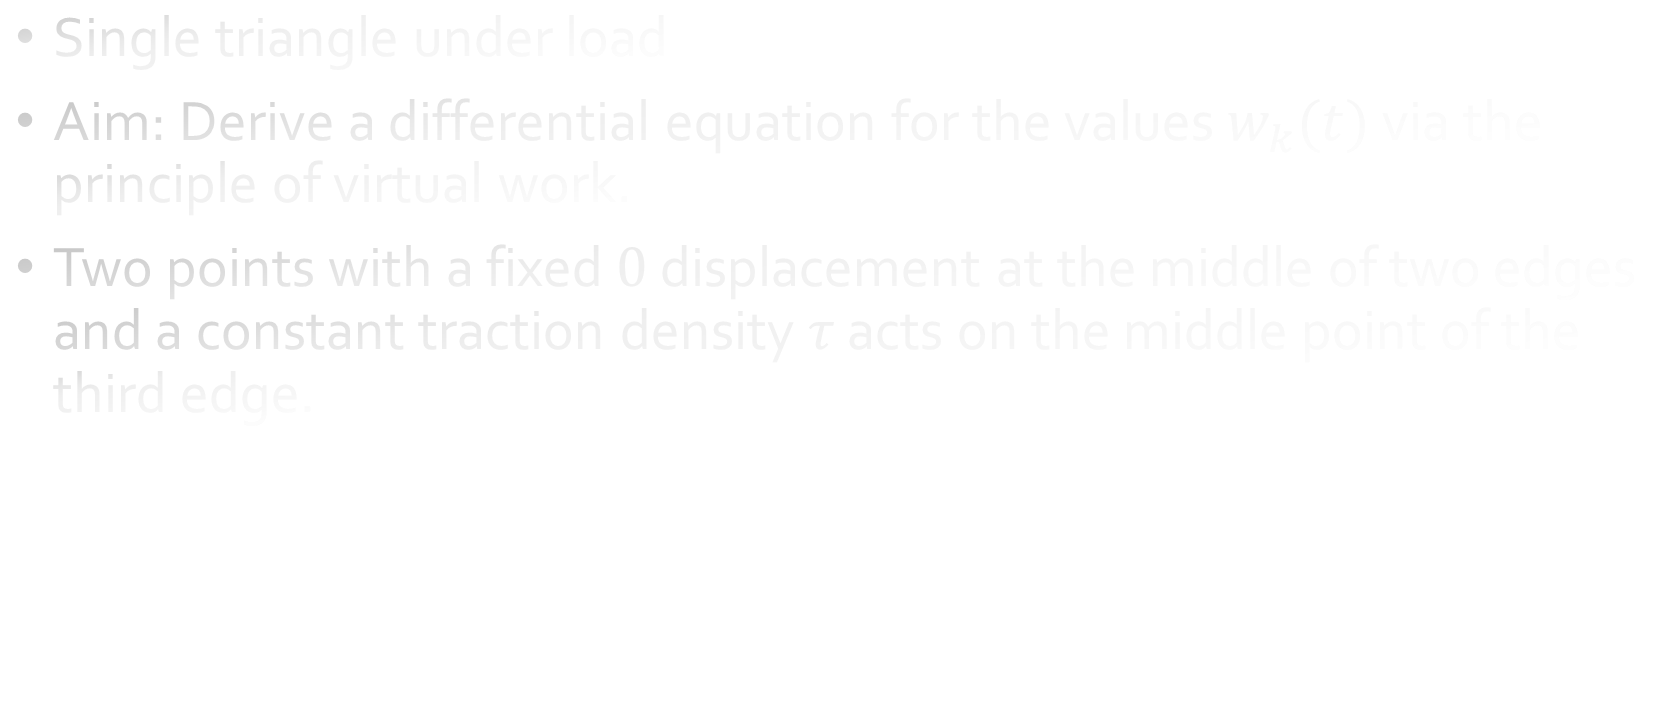 • Single triangle under load
• Aim: Derive a differential equation for the values w_k(t) via the
principle of virtual work.
• Two points with a fixed 0 displacement at the middle of two edges
and a constant traction density τ acts on the middle point of the
third edge.